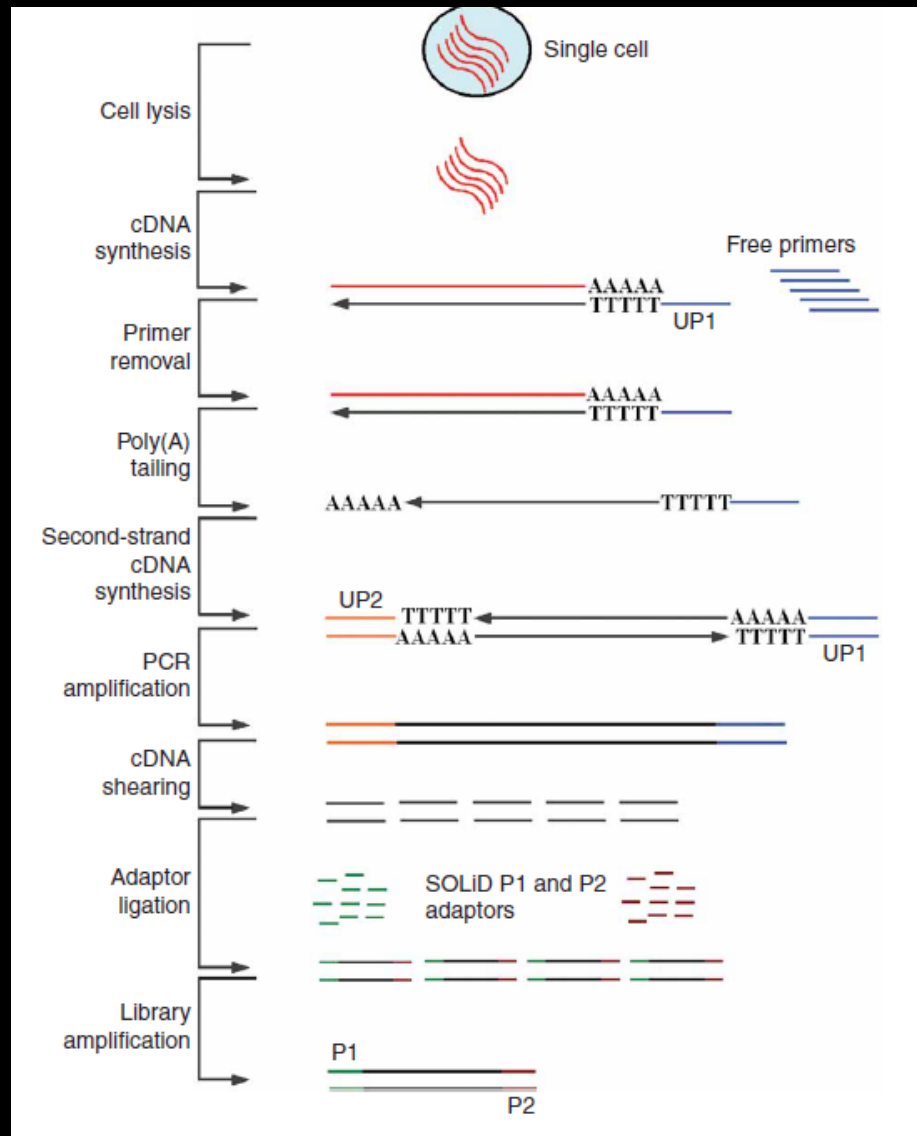 Single cell
Cell lysis
cDNA
synthesis
Free primers
AAAAA
TTTTT
UP1
Primer
removal
AAAAA
TTTTT
Poly(A)
tailing
AAAAA TTTTT
Second-strand
cDNA
synthesis
UP2
TTTTT AAAAA
AAAAA TTTTT
UP1
PCR
amplification
cDNA
shearing
Adaptor
ligation
SOLiD P1 and P2
adaptors
Library
amplification
P1
P2